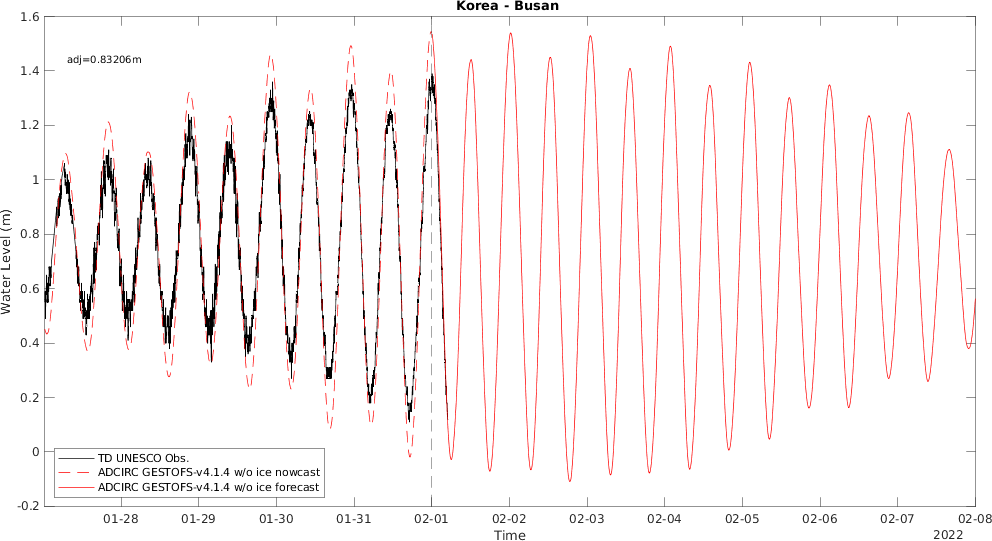 Korea - Busan
adj=0.83206m
Water Level (m)
1.6
1.4
1.2
1
0.8
0.6
0.4
0.2
0
-0.2
TD UNESCO Obs.
ADCIRC GESTOFS-v4.1.4 w/o ice nowcast
ADCIRC GESTOFS-v4.1.4 w/o ice forecast
01-28 01-29 01-30 01-31 02-01 02-02 02-03 02-04 02-05 02-06 02-07 02-08
Time
2022